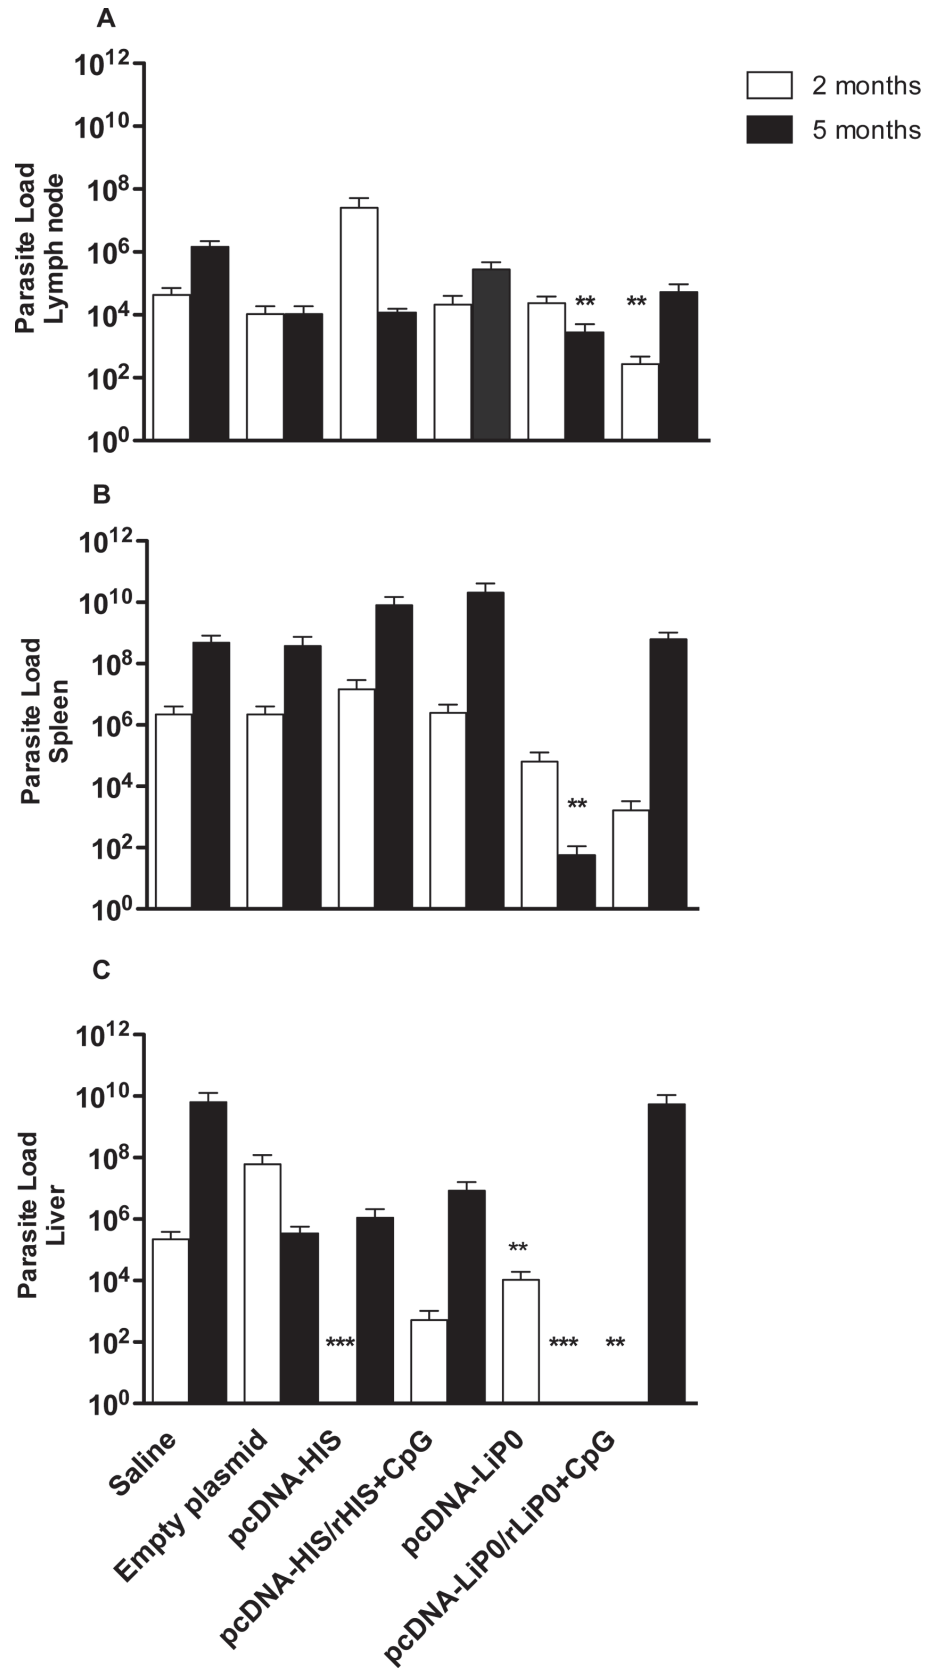 A
2 months
5 months
Parasite Load
Lymph node
10^12
10^10
10^8
10^6
10^4
10^2
10^0
**
**
B
Parasite Load
Spleen
10^12
10^10
10^8
10^6
10^4
10^2
10^0
**
C
Parasite Load
Liver
10^12
10^10
10^8
10^6
10^4
10^2
10^0
***
**
***
**
Saline
Empty plasmid
pcDNA-HIS
pcDNA-HIS/rHIS+CpG
pcDNA-LiP0
pcDNA-LiP0/rLiP0+CpG